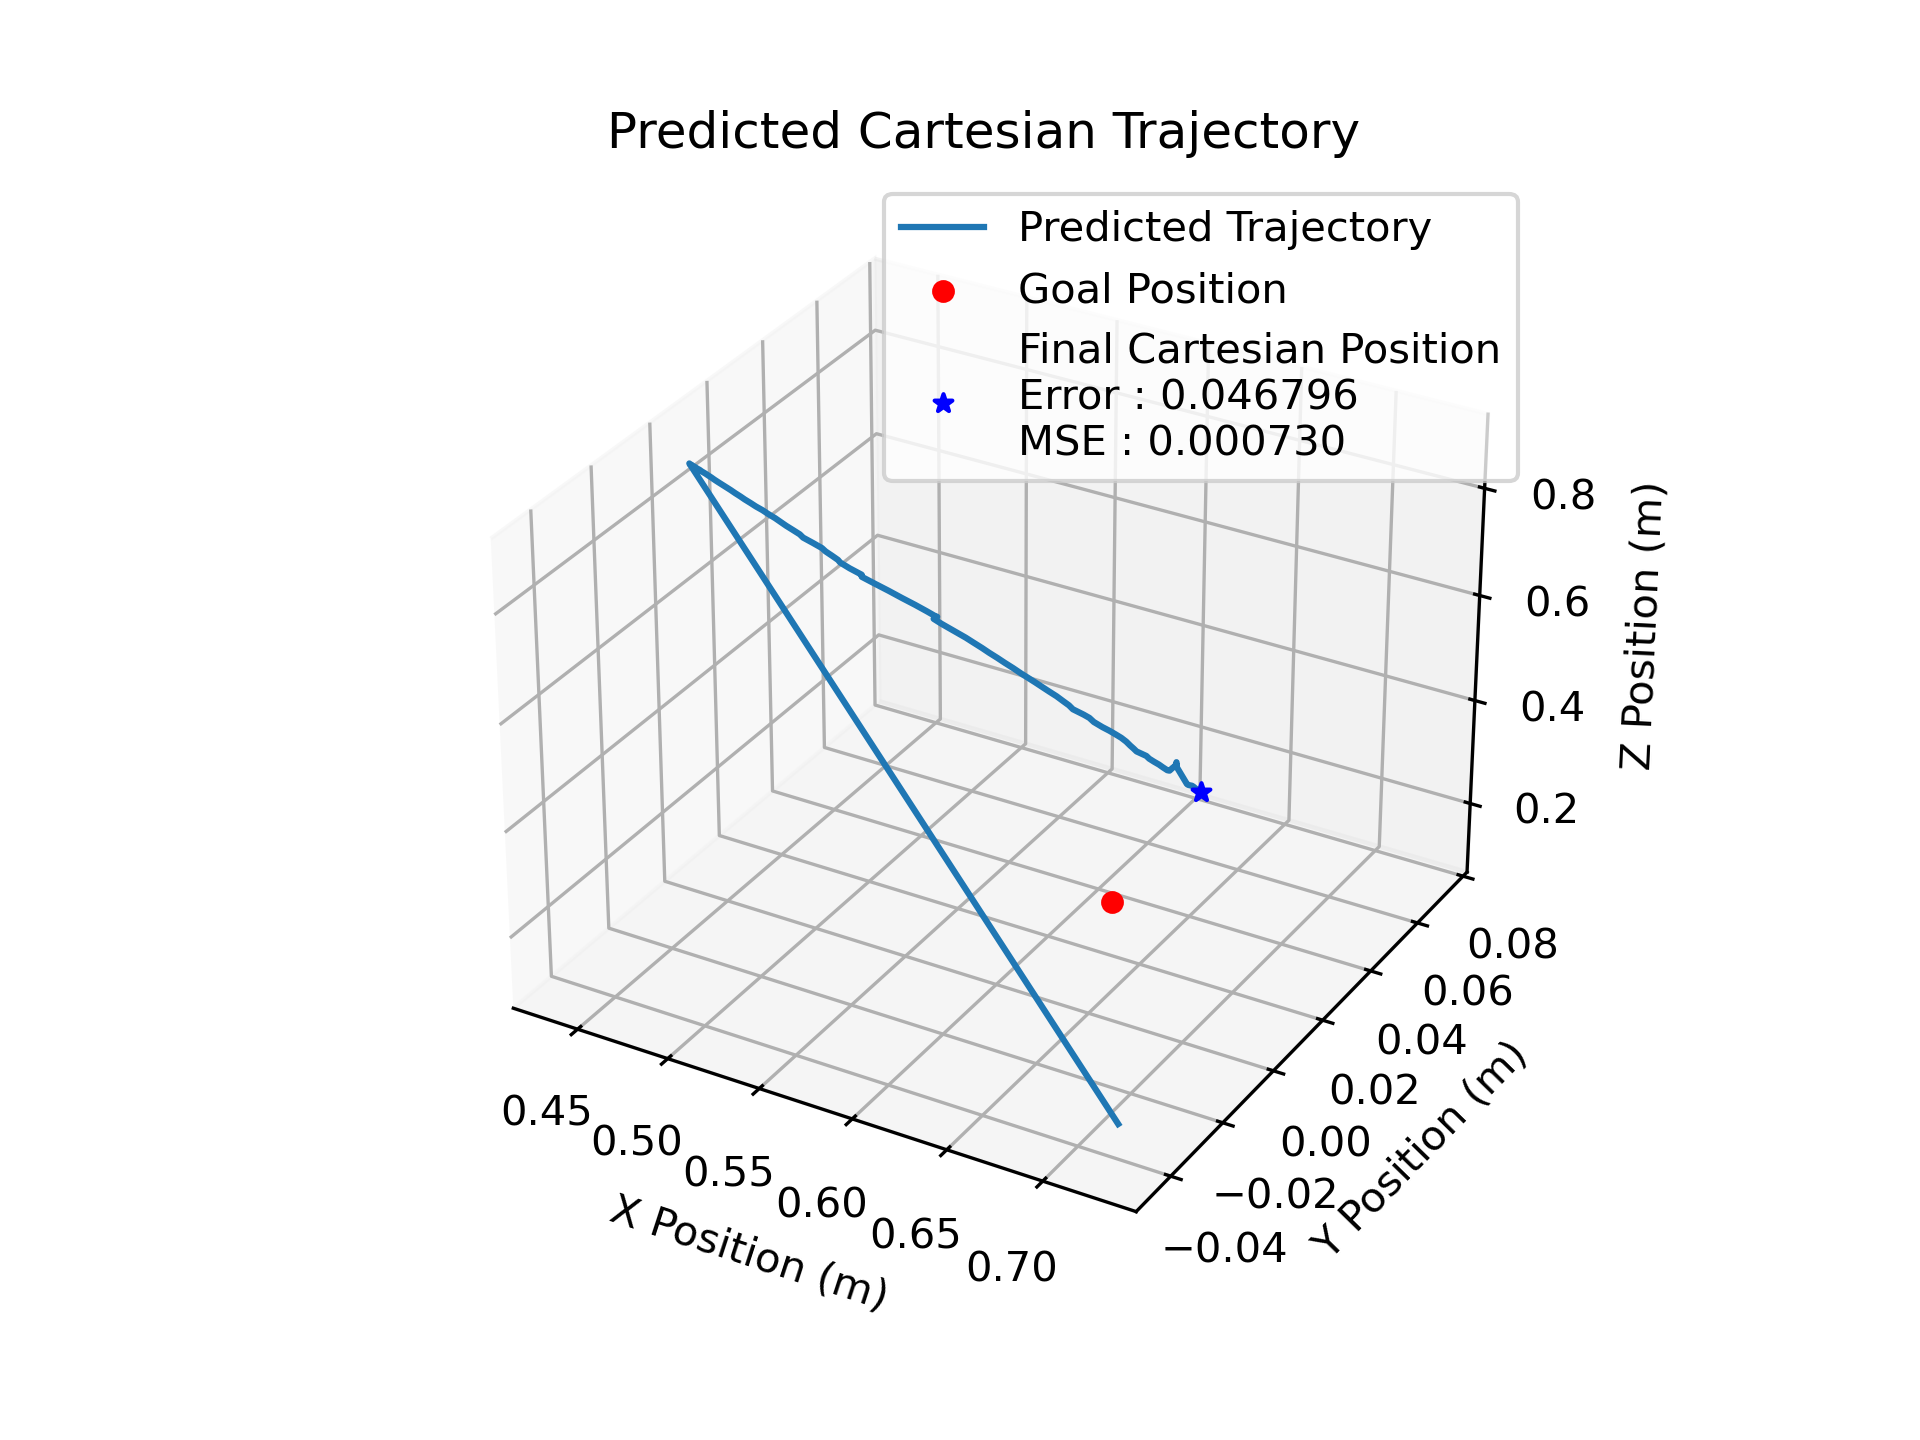 Predicted Cartesian Trajectory
Predicted Trajectory
Goal Position
Final Cartesian Position
Error : 0.046796
MSE : 0.000730
0.8
0.6
0.4
0.2
Z Position (m)
0.08
0.06
0.04
0.02
0.00
−0.02
−0.04
Y Position (m)
0.45
0.50
0.55
0.60
0.65
0.70
X Position (m)